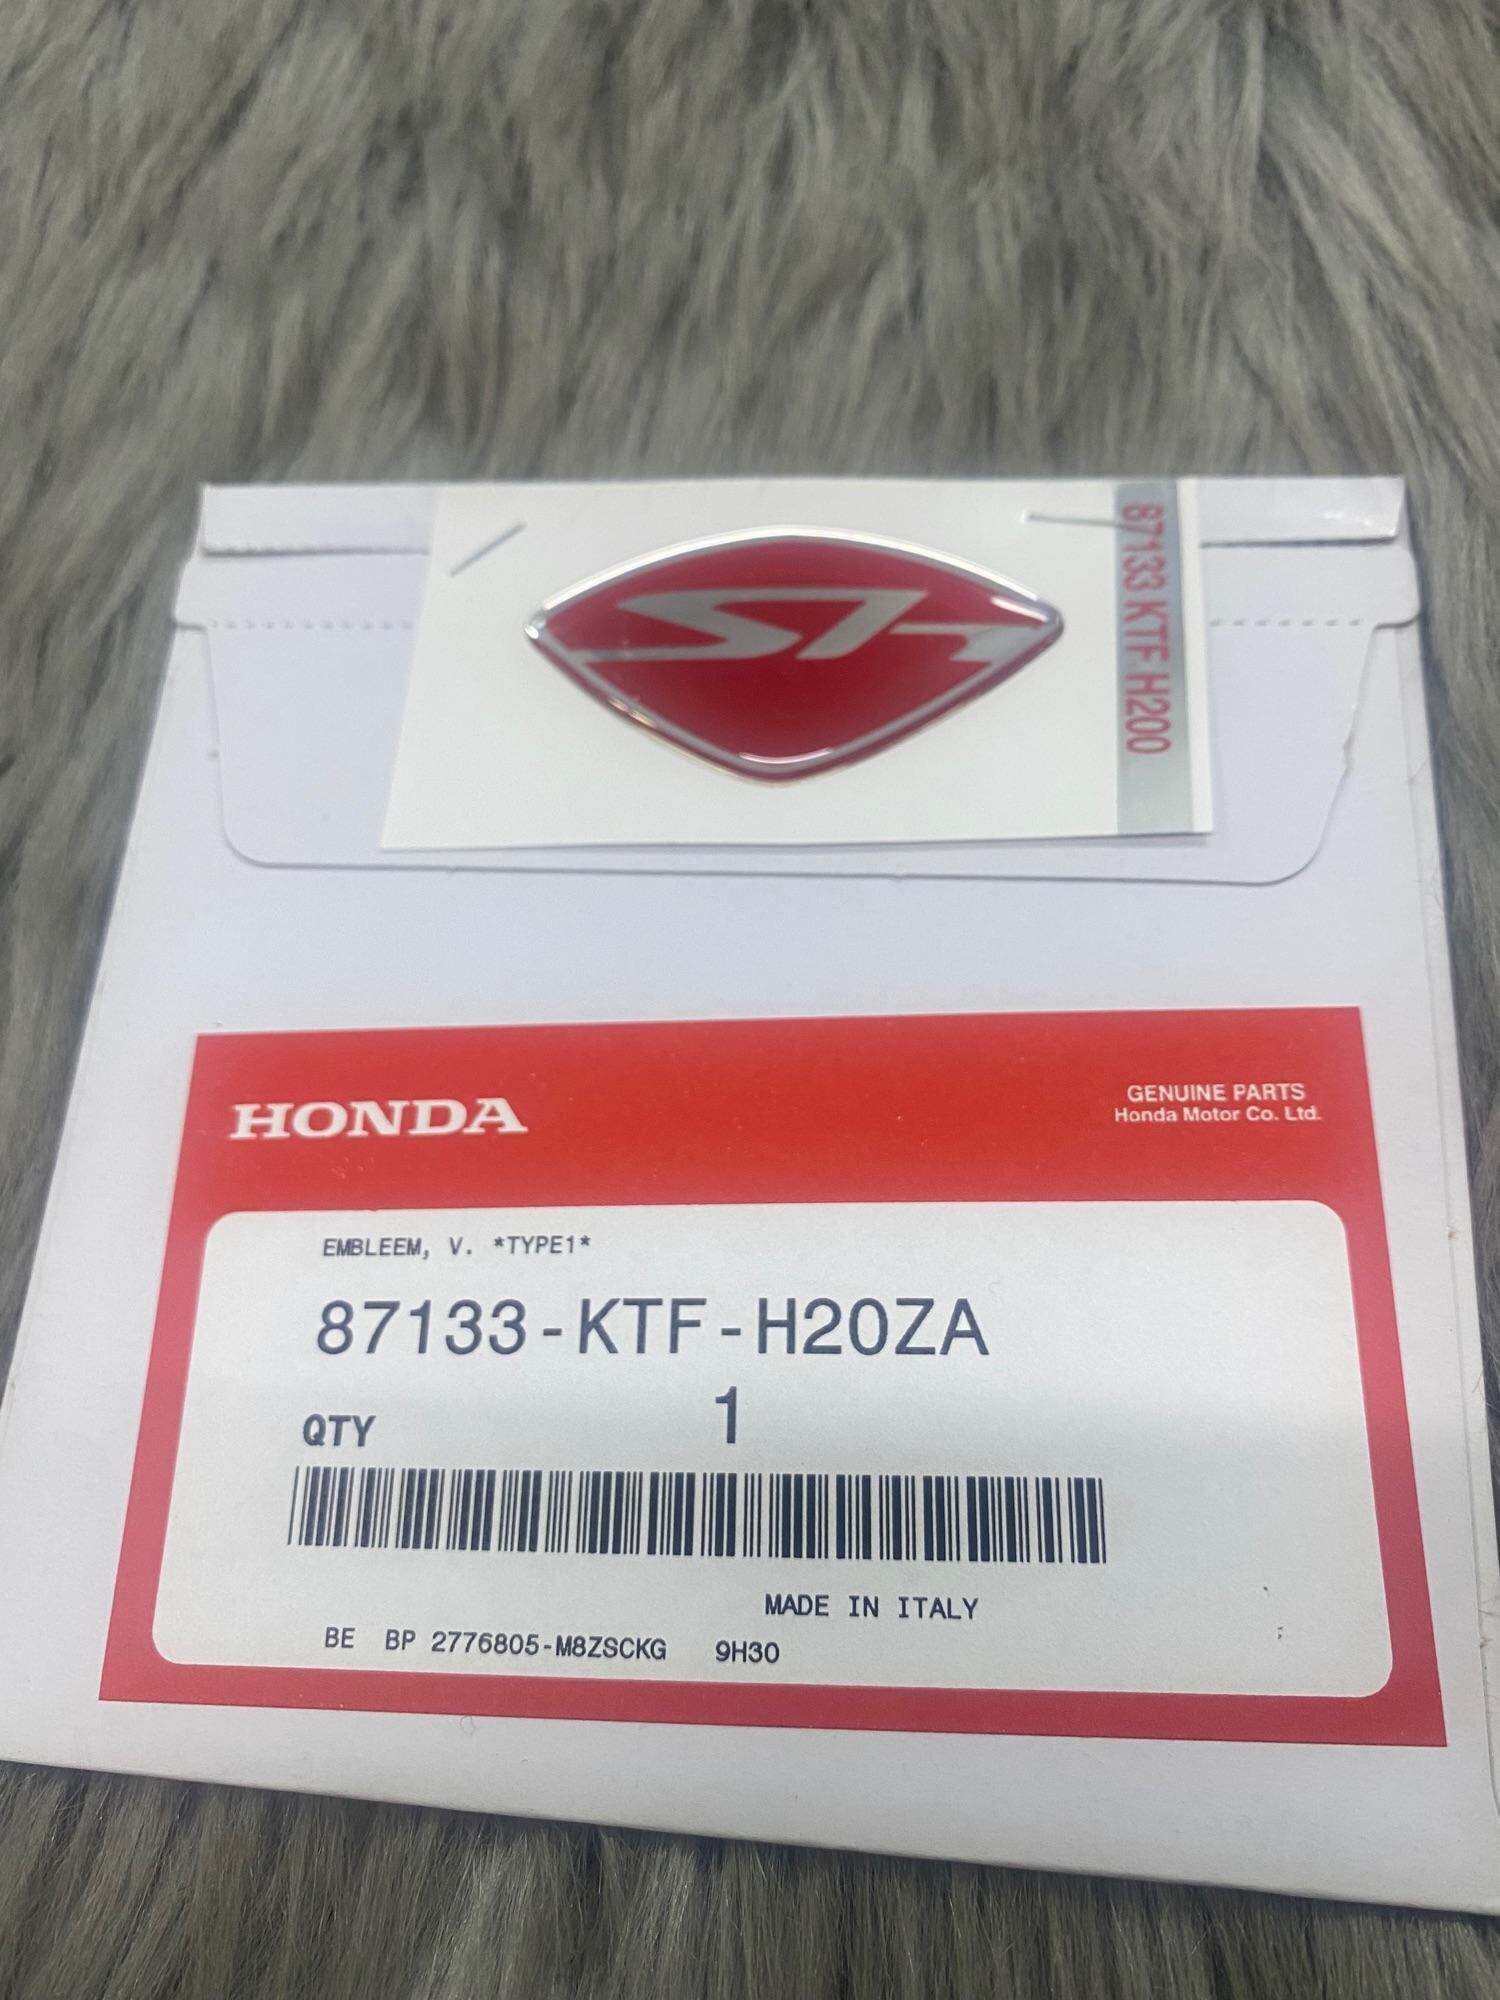 SH
87133 KTF H200
HONDA
GENUINE PARTS
Honda Motor Co. Ltd.
EMBLEEM, V. *TYPE1*
87133-KTF-H20ZA
QTY 1
MADE IN ITALY
BE BP 2776805-M8ZSCKG 9H30